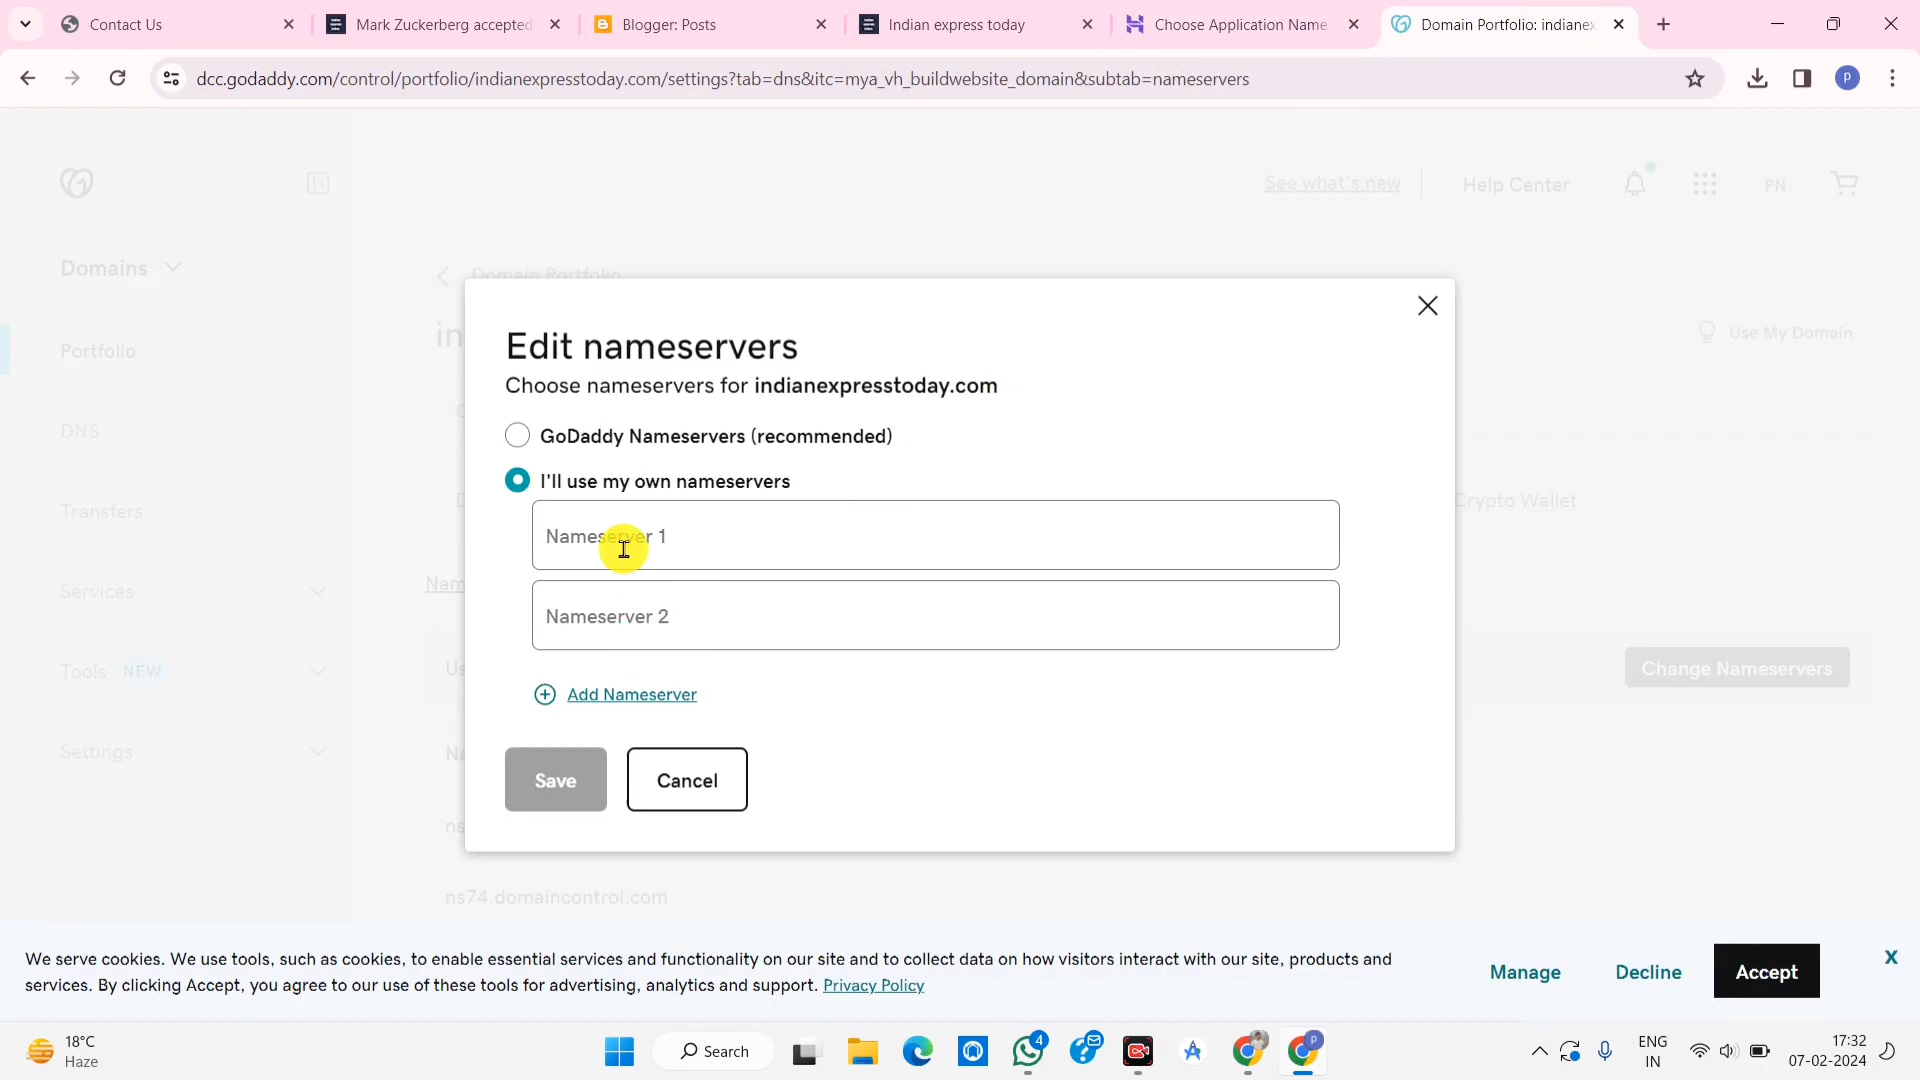 Contact Us
Mark Zuckerberg accepted
Blogger: Posts
Indian express today
Choose Application Name
Domain Portfolio: indianex
dcc.godaddy.com/control/portfolio/indianexpresstoday.com/settings?tab=dns&itc=mya_vh_buildwebsite_domain&subtab=nameservers
P
See what's new
Help Center
PN
Domains
Domain Portfolio
in
Use My Domain
Portfolio
DNS
Transfers
Services
Tools NEW
Settings
Crypto Wallet
Nam
Us
Change Nameservers
Na
ns
ns74.domaincontrol.com
Edit nameservers
Choose nameservers for indianexpresstoday.com
GoDaddy Nameservers (recommended)
I'll use my own nameservers
Nameserver 1
Nameserver 2
Add Nameserver
Save
Cancel
We serve cookies. We use tools, such as cookies, to enable essential services and functionality on our site and to collect data on how visitors interact with our site, products and
services. By clicking Accept, you agree to our use of these tools for advertising, analytics and support. Privacy Policy
Manage
Decline
Accept
X
18°C
Haze
Search
4
P
ENG
IN
17:32
07-02-2024